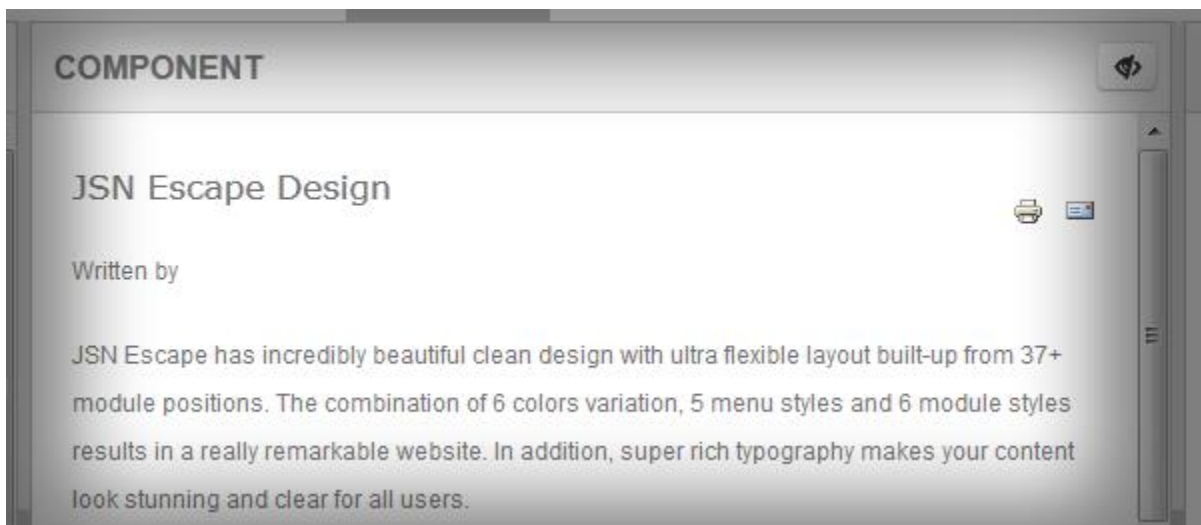 COMPONENT
JSN Escape Design
Written by
JSN Escape has incredibly beautiful clean design with ultra flexible layout built-up from 37+
module positions. The combination of 6 colors variation, 5 menu styles and 6 module styles
results in a really remarkable website. In addition, super rich typography makes your content
look stunning and clear for all users.